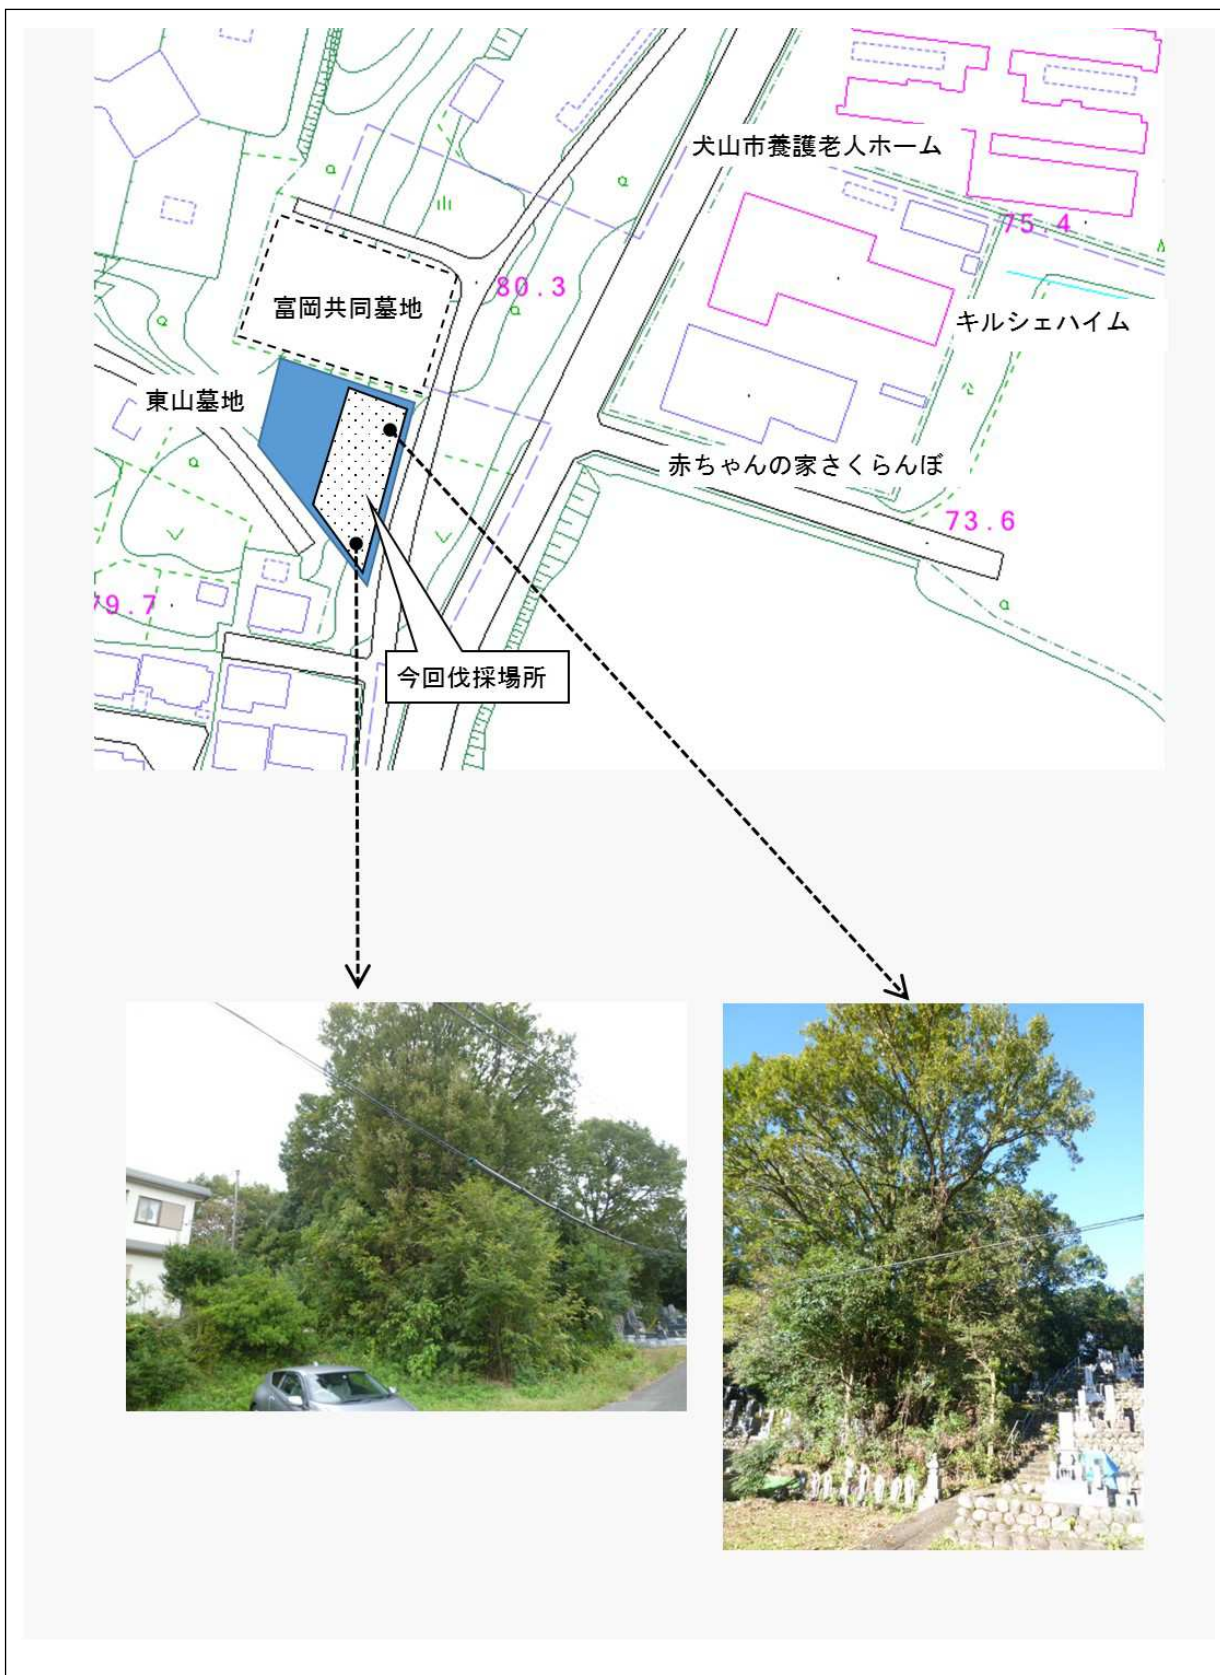 犬山市養護老人ホーム
75.4
80.3
富岡共同墓地
キルシェハイム
東山墓地
赤ちゃんの家さくらんぼ
73.6
79.7
今回伐採場所